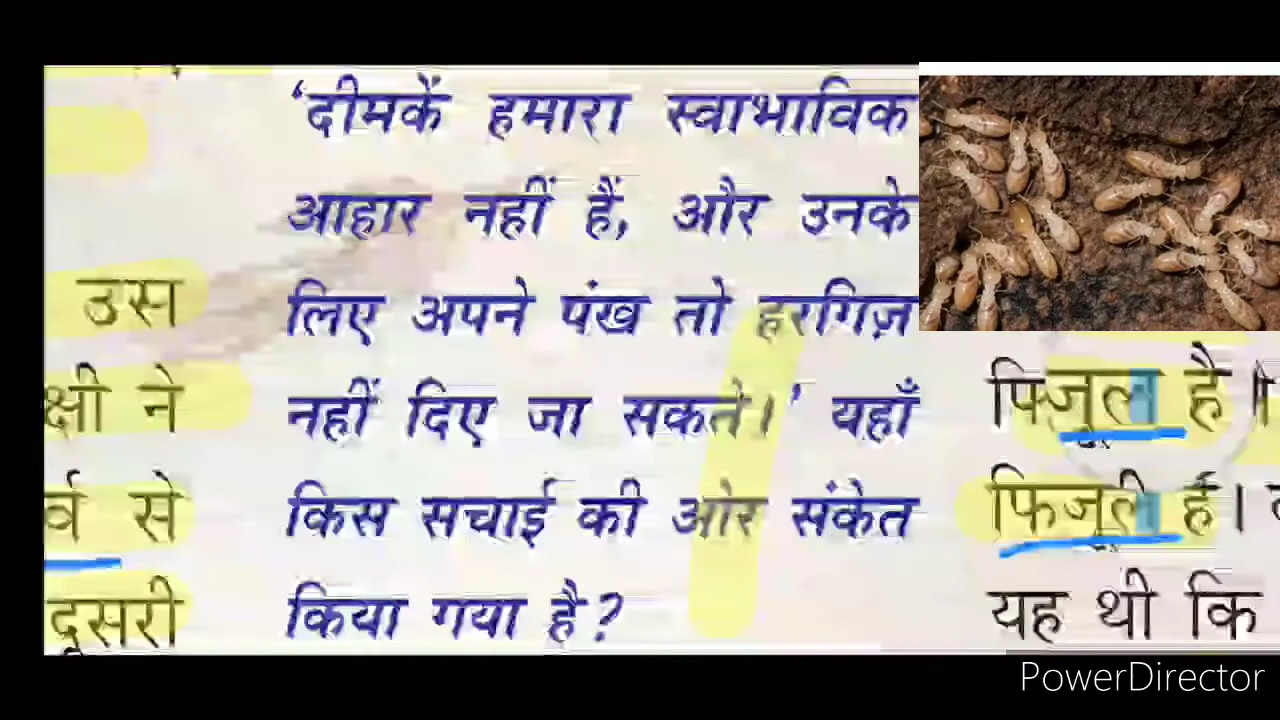 'दीमकें हमारा स्वाभाविक
आहार नहीं हैं, और उनके
लिए अपने पंख तो हरगिज़
नहीं दिए जा सकते।' यहाँ
किस सचाई की ओर संकेत
किया गया है?
उस
ने
से
दूसरी
फिजूल है।
फिजूल है।
यह थी कि
PowerDirector